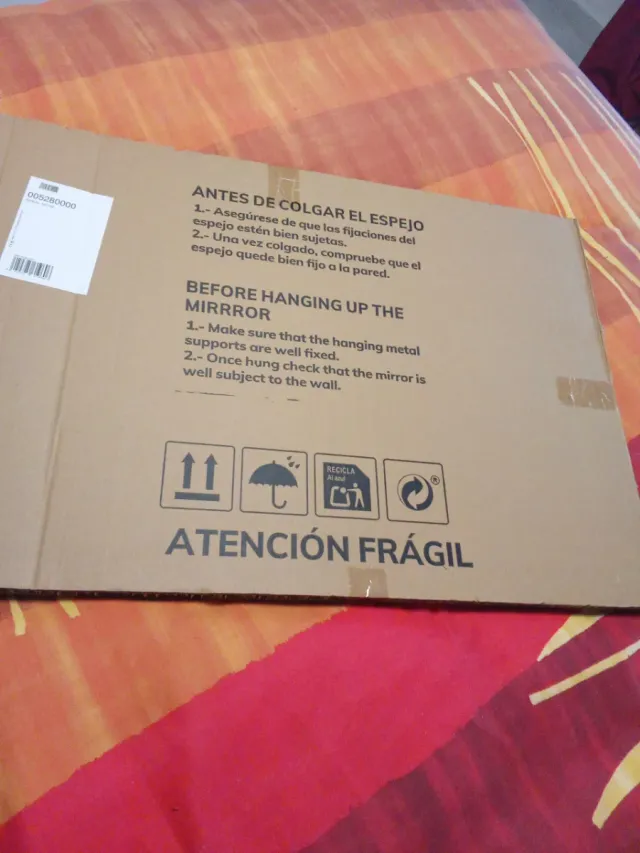 005280000
ANTES DE COLGAR EL ESPEJO
1.- Asegúrese de que las fijaciones del
espejo estén bien sujetas.
2.- Una vez colgado, compruebe que el
espejo quede bien fijo a la pared.
BEFORE HANGING UP THE
MIRRROR
1.- Make sure that the hanging metal
supports are well fixed.
2.- Once hung check that the mirror is
well subject to the wall.
RECICLA
®
ATENCIÓN FRÁGIL